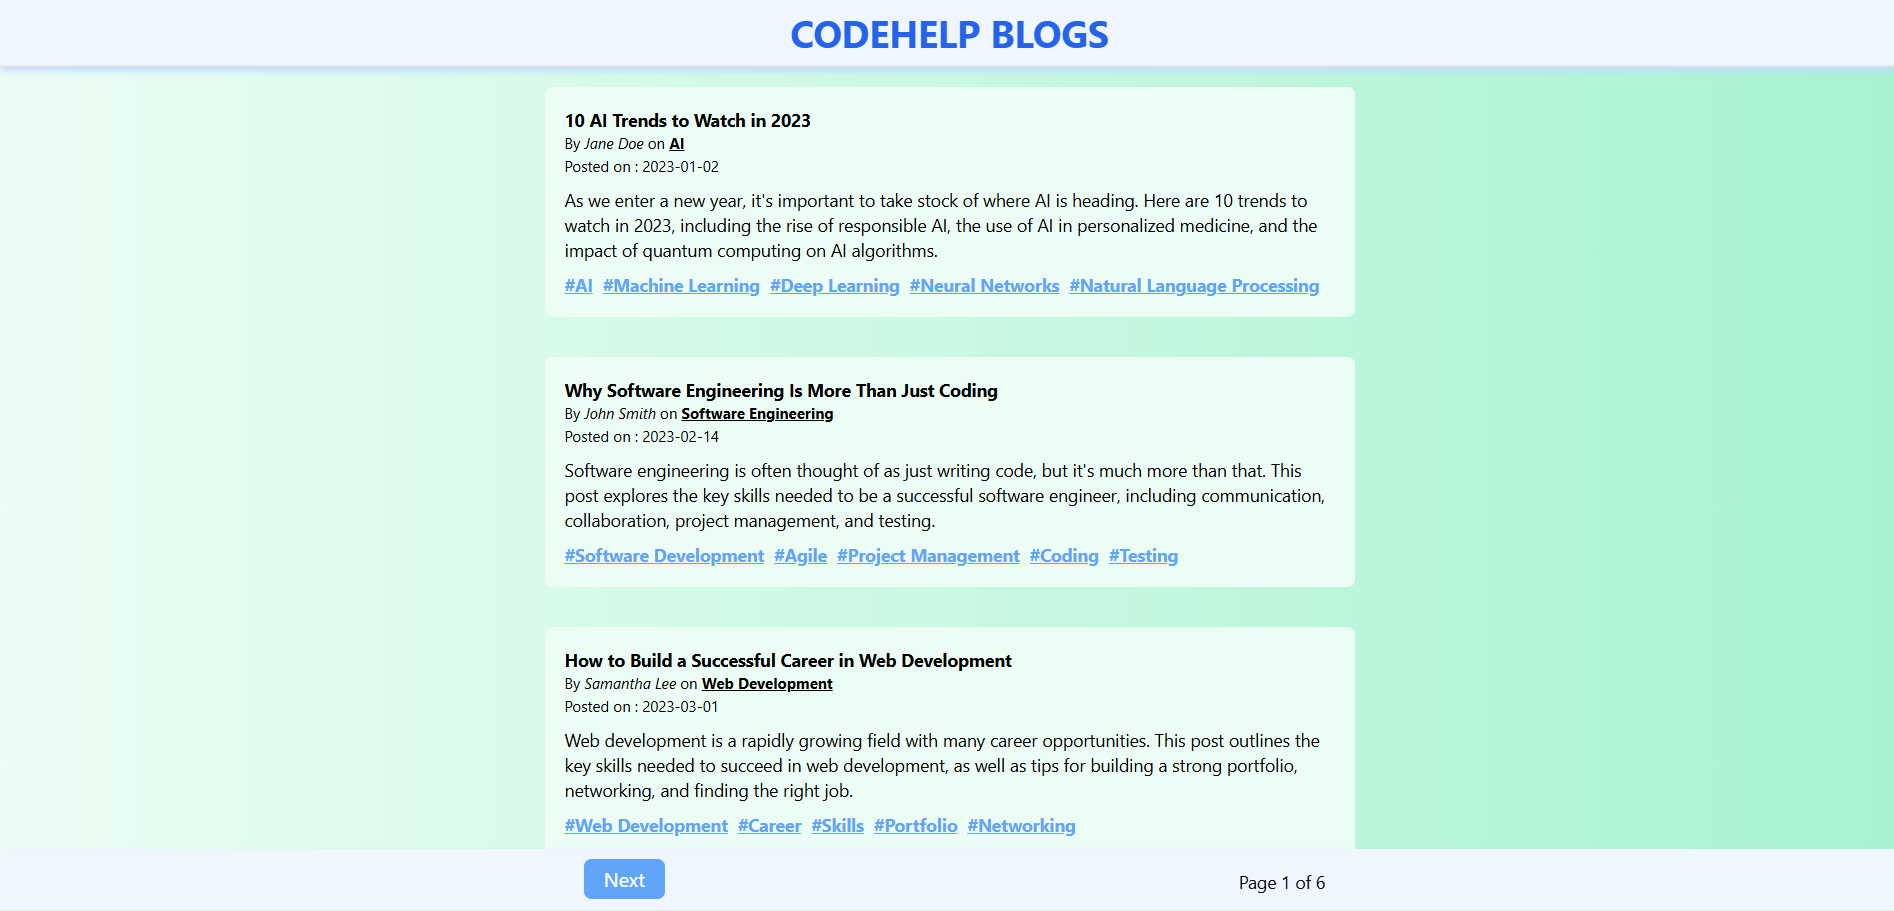 CODEHELP BLOGS
10 AI Trends to Watch in 2023
By Jane Doe on AI
Posted on : 2023-01-02
As we enter a new year, it's important to take stock of where AI is heading. Here are 10 trends to
watch in 2023, including the rise of responsible AI, the use of AI in personalized medicine, and the
impact of quantum computing on AI algorithms.
#AI #Machine Learning #Deep Learning #Neural Networks #Natural Language Processing
Why Software Engineering Is More Than Just Coding
By John Smith on Software Engineering
Posted on : 2023-02-14
Software engineering is often thought of as just writing code, but it's much more than that. This
post explores the key skills needed to be a successful software engineer, including communication,
collaboration, project management, and testing.
#Software Development #Agile #Project Management #Coding #Testing
How to Build a Successful Career in Web Development
By Samantha Lee on Web Development
Posted on : 2023-03-01
Web development is a rapidly growing field with many career opportunities. This post outlines the
key skills needed to succeed in web development, as well as tips for building a strong portfolio,
networking, and finding the right job.
#Web Development #Career #Skills #Portfolio #Networking
Next
Page 1 of 6